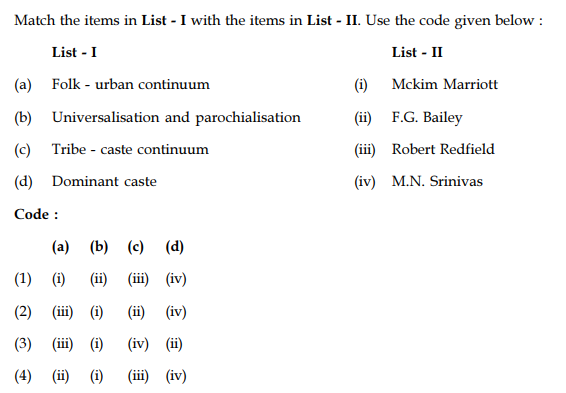 Match the items in List - I with the items in List - II. Use the code given below :
List - I List - II
(a) Folk - urban continuum (i) Mckim Marriott
(b) Universalisation and parochialisation (ii) F.G. Bailey
(c) Tribe - caste continuum (iii) Robert Redfield
(d) Dominant caste (iv) M.N. Srinivas
Code :
(a) (b) (c) (d)
(1) (i) (ii) (iii) (iv)
(2) (iii) (i) (ii) (iv)
(3) (iii) (i) (iv) (ii)
(4) (ii) (i) (iii) (iv)